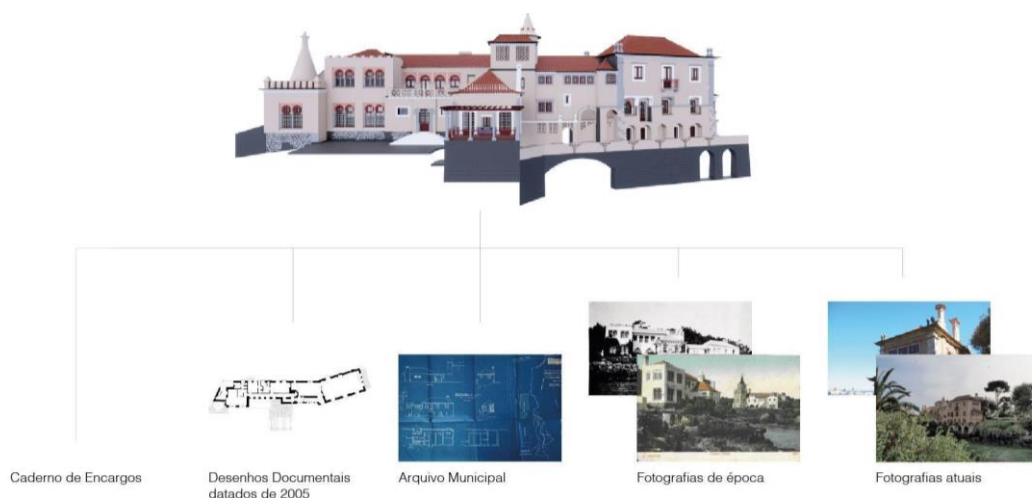 Caderno de Encargos
Desenhos Documentais
datados de 2005
Arquivo Municipal
Fotografias de época
Fotografias atuais